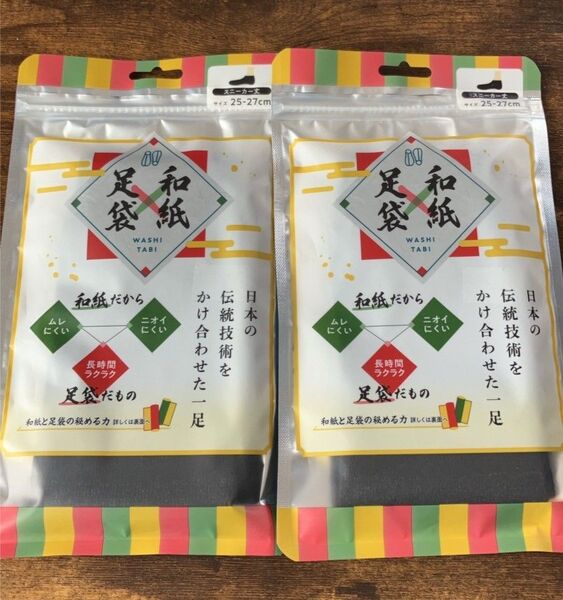 スニーカー丈
サイズ 25-27cm
和紙
足袋
WASHI
TABI
日本の
伝統技術を
かけ合わせた一足
和紙だから
ムレ
にくい
ニオイ
にくい
長時間
ラクラク
足袋だもの
和紙と足袋の秘める力 詳しくは裏面へ
スニーカー丈
サイズ 25-27cm
和紙
足袋
WASHI
TABI
日本の
伝統技術を
かけ合わせた一足
和紙だから
ムレ
にくい
ニオイ
にくい
長時間
ラクラク
足袋だもの
和紙と足袋の秘める力 詳しくは裏面へ